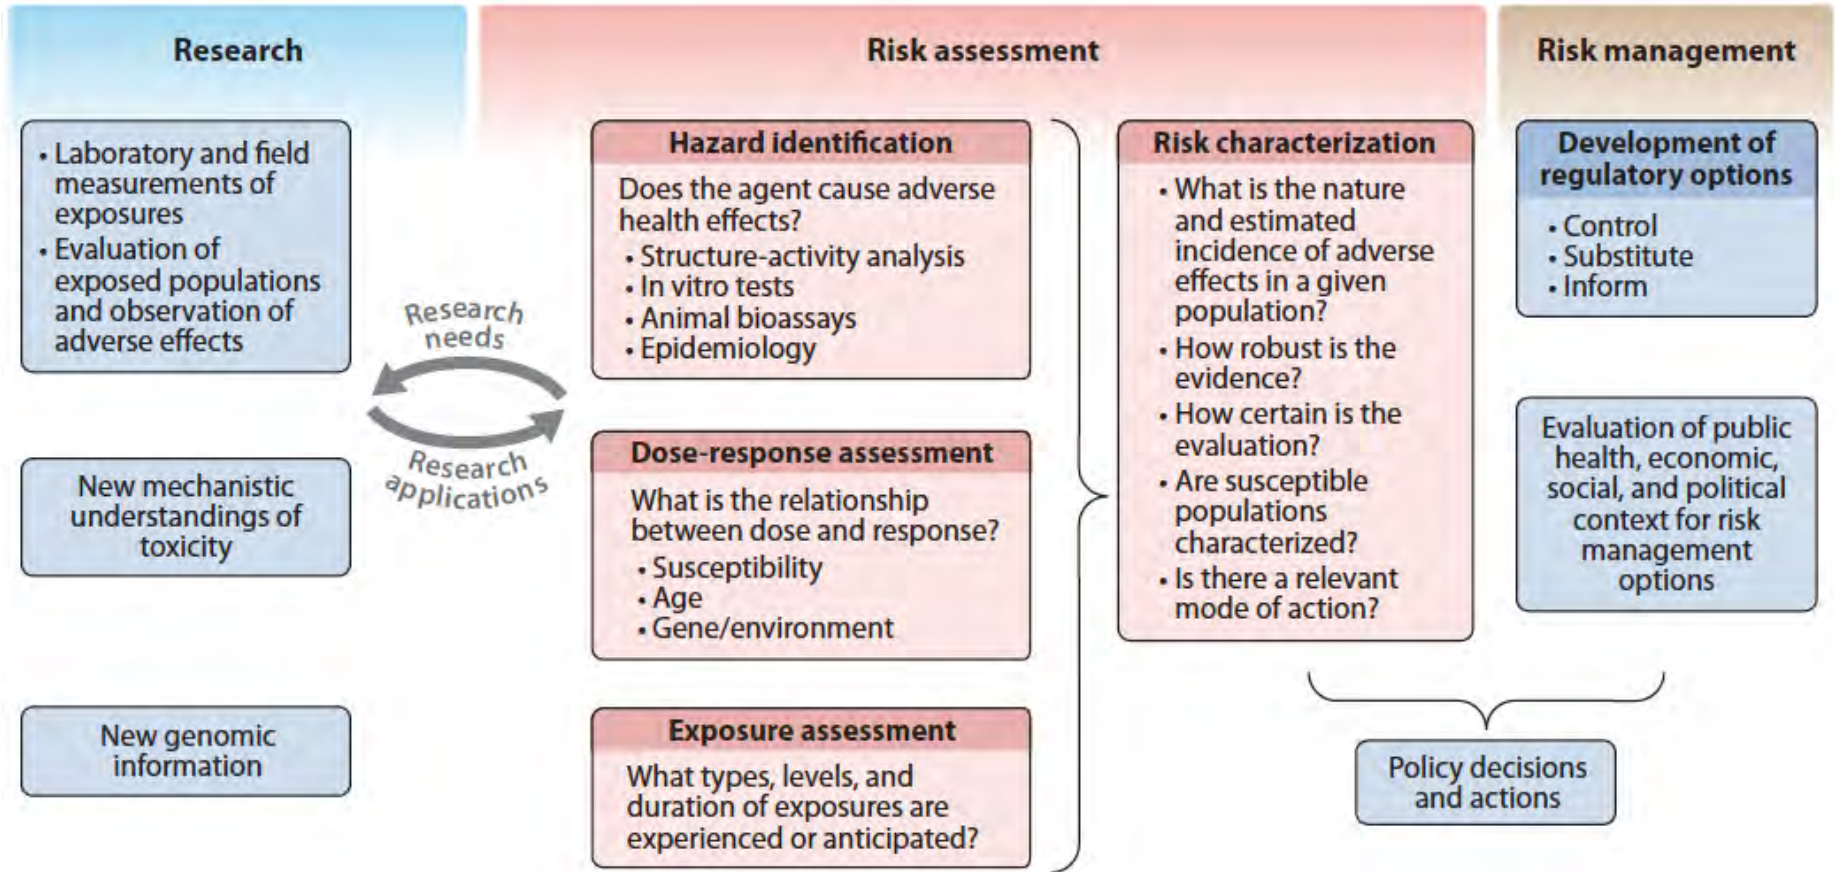 Research
Risk assessment
Risk management
• Laboratory and field
measurements of
exposures
• Evaluation of
exposed populations
and observation of
adverse effects
New mechanistic
understandings of
toxicity
New genomic
information
Research
needs
Research
applications
Hazard identification
Does the agent cause adverse
health effects?
• Structure-activity analysis
• In vitro tests
• Animal bioassays
• Epidemiology
Dose-response assessment
What is the relationship
between dose and response?
• Susceptibility
• Age
• Gene/environment
Exposure assessment
What types, levels, and
duration of exposures are
experienced or anticipated?
Risk characterization
• What is the nature
and estimated
incidence of adverse
effects in a given
population?
• How robust is the
evidence?
• How certain is the
evaluation?
• Are susceptible
populations
characterized?
• Is there a relevant
mode of action?
Development of
regulatory options
• Control
• Substitute
• Inform
Evaluation of public
health, economic,
social, and political
context for risk
management
options
Policy decisions
and actions